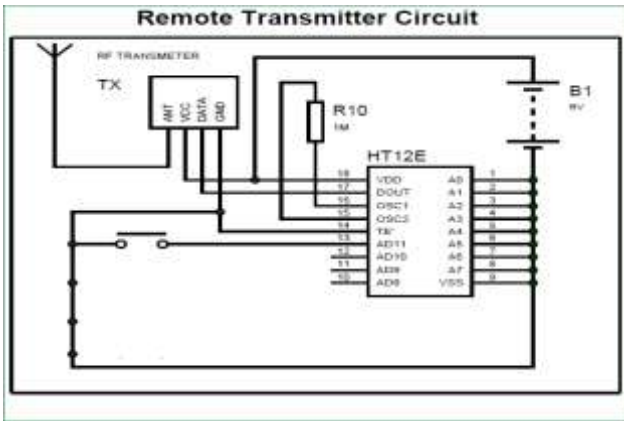 Remote Transmitter Circuit
RF TRANSMETER
TX
ANT
VCC
DATA
GND
R10
1M
B1
HT12E
18 VDD A0 1
17 DOUT A1 2
16 OSC1 A2 3
15 OSC2 A3 4
14 TE A4 5
13 AD11 A5 6
12 AD10 A6 7
11 AD9 A7 8
10 AD8 VSS 9